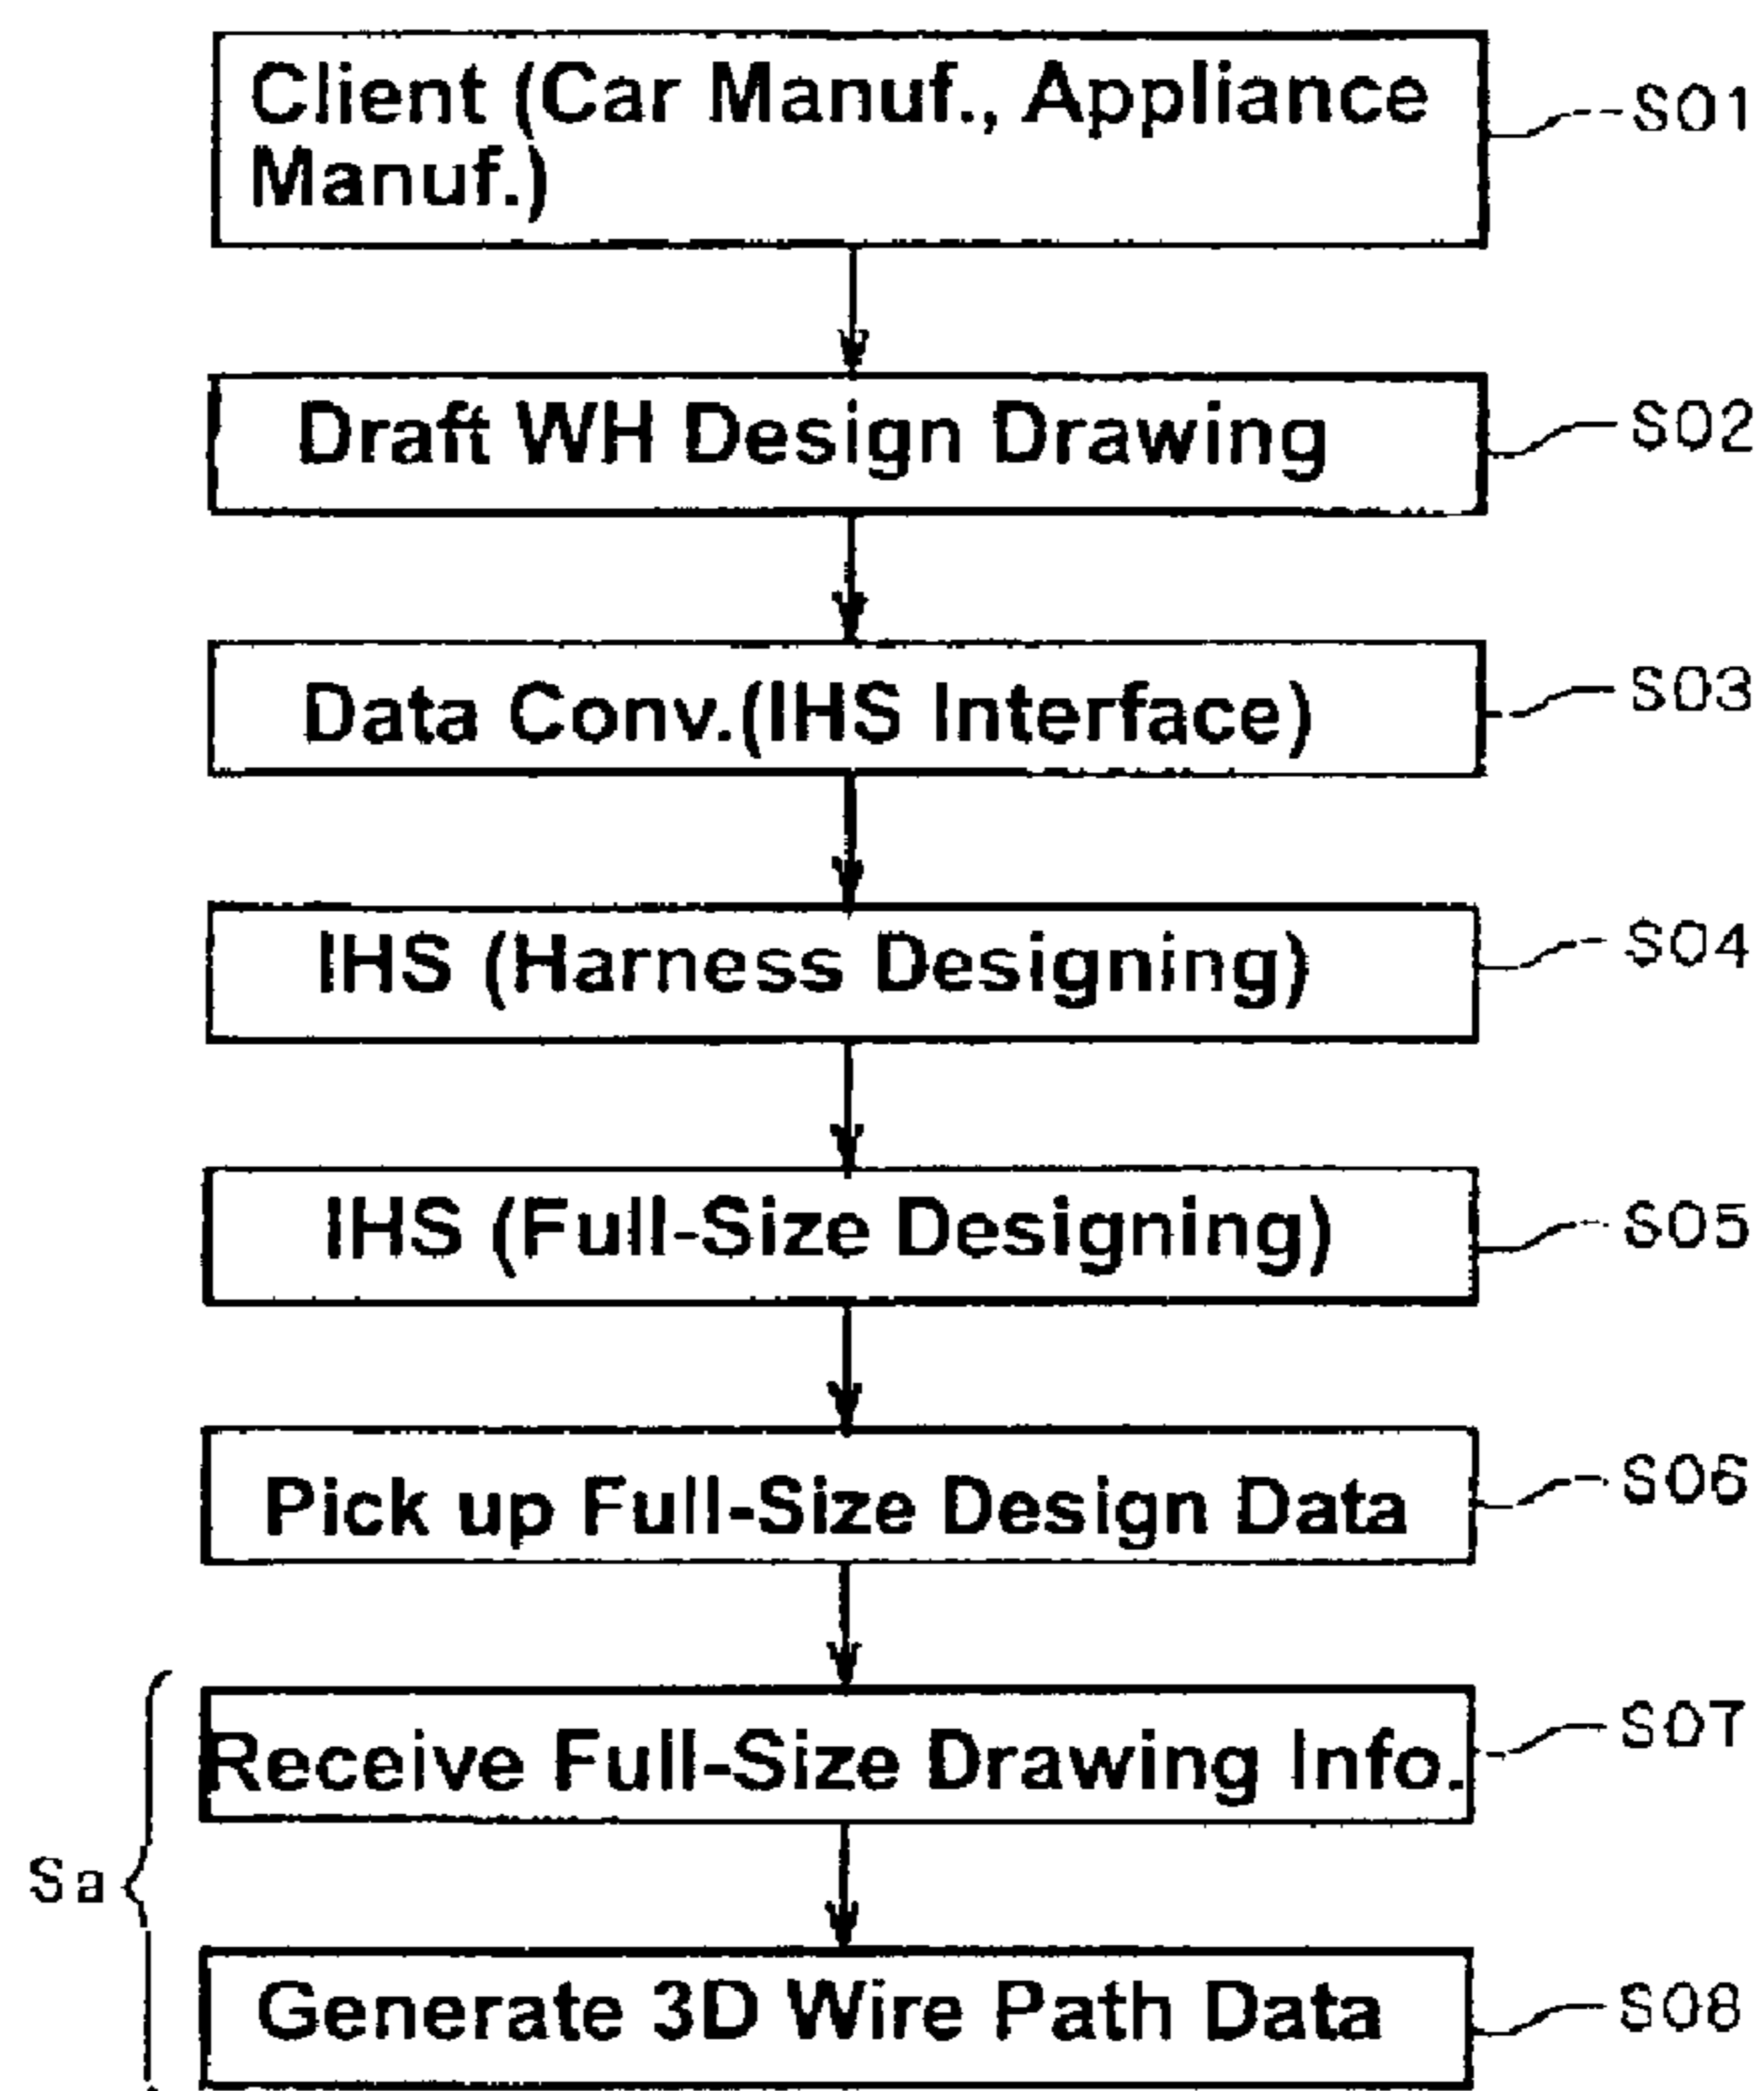 Client (Car Manuf., Appliance
Manuf.)
S01
Draft WH Design Drawing
S02
Data Conv.(IHS Interface)
S03
IHS (Harness Designing)
S04
IHS (Full-Size Designing)
S05
Pick up Full-Size Design Data
S06
Receive Full-Size Drawing Info.
S07
Sa
Generate 3D Wire Path Data
S08